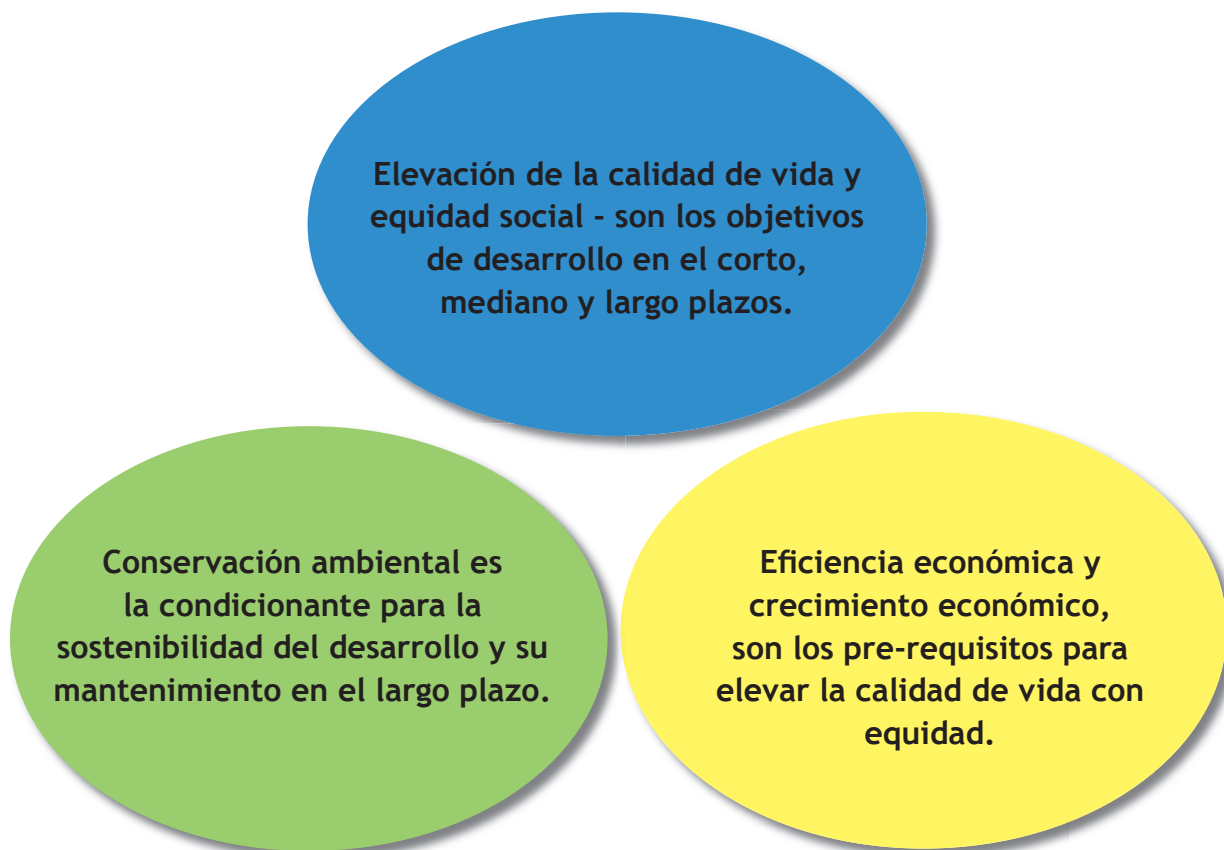 Elevación de la calidad de vida y
equidad social - son los objetivos
de desarrollo en el corto,
mediano y largo plazos.
Conservación ambiental es
la condicionante para la
sostenibilidad del desarrollo y su
mantenimiento en el largo plazo.
Eficiencia económica y
crecimiento económico,
son los pre-requisitos para
elevar la calidad de vida con
equidad.